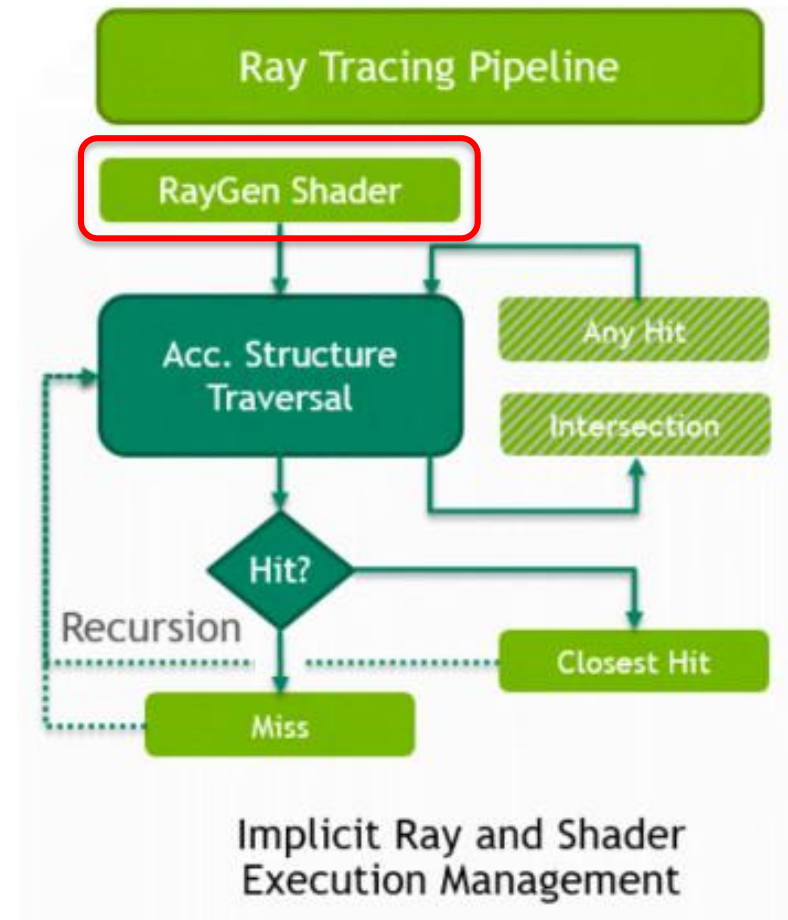 Ray Tracing Pipeline
RayGen Shader
Acc. Structure
Traversal
Any Hit
Intersection
Hit?
Recursion
Closest Hit
Miss
Implicit Ray and Shader
Execution Management